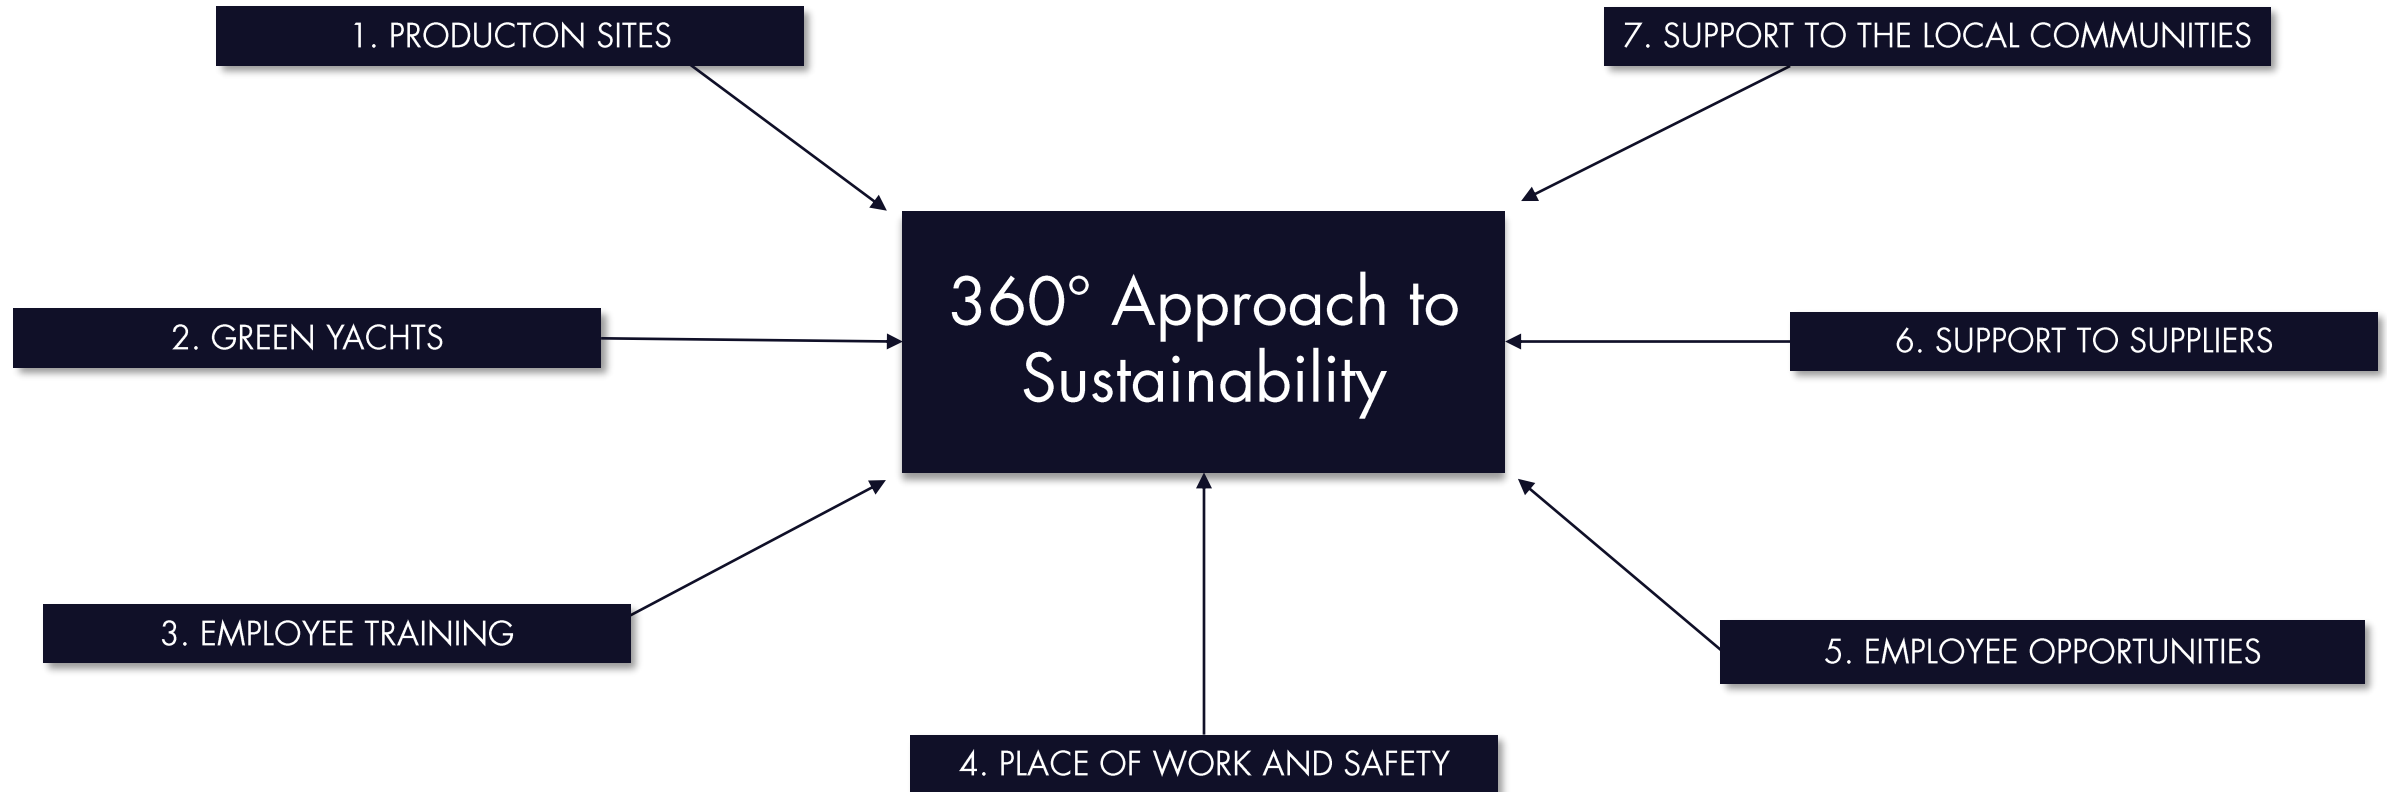 1. PRODUCTON SITES
7. SUPPORT TO THE LOCAL COMMUNITIES
360° Approach to
Sustainability
2. GREEN YACHTS
6. SUPPORT TO SUPPLIERS
3. EMPLOYEE TRAINING
5. EMPLOYEE OPPORTUNITIES
4. PLACE OF WORK AND SAFETY